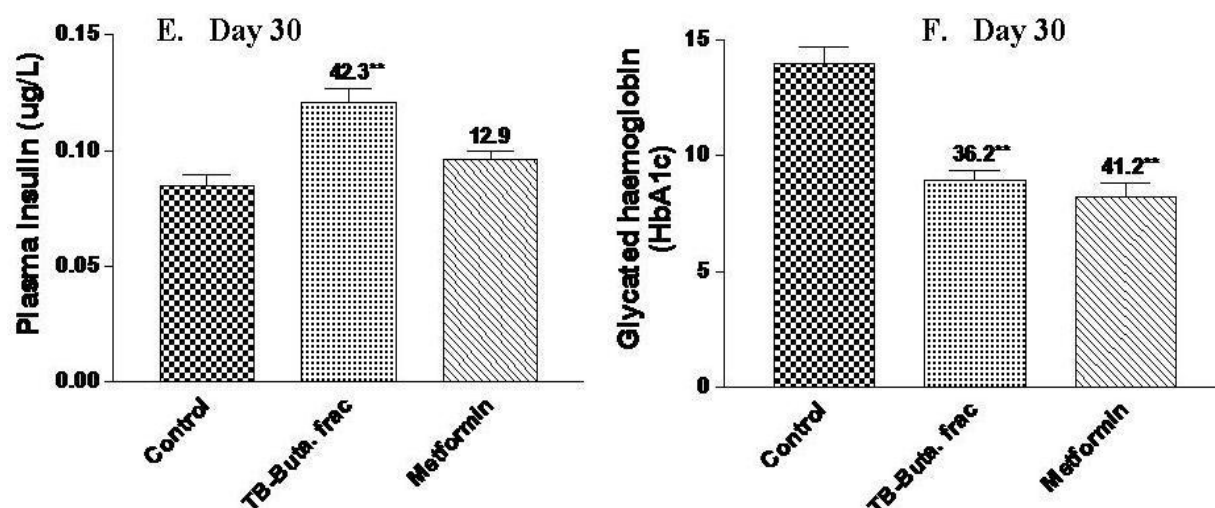 E. Day 30
Plasma Insulin (ug/L)
0.15
0.10
0.05
0.00
42.3**
12.9
Control
TB-Buta. frac
Metformin
F. Day 30
Glycated haemoglobin
(HbA1c)
15
10
5
0
36.2**
41.2**
Control
TB-Buta. frac
Metformin